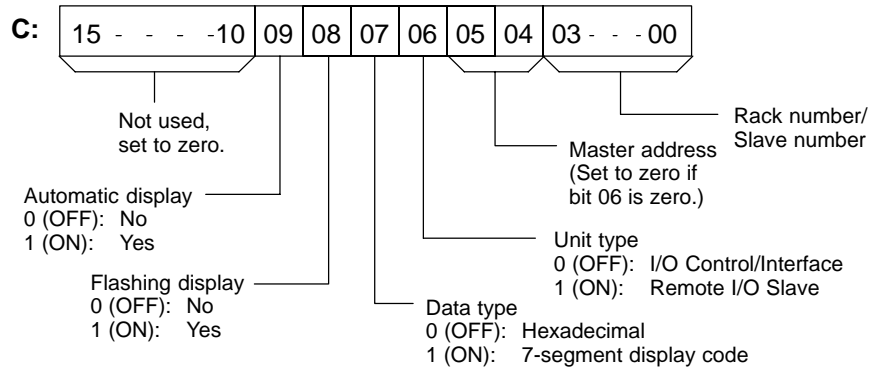 C: 15 - - - -10 09 08 07 06 05 04 03 - - - 00
Not used,
set to zero.
Rack number/
Slave number
Master address
(Set to zero if
bit 06 is zero.)
Automatic display
0 (OFF): No
1 (ON): Yes
Unit type
0 (OFF): I/O Control/Interface
1 (ON): Remote I/O Slave
Flashing display
0 (OFF): No
1 (ON): Yes
Data type
0 (OFF): Hexadecimal
1 (ON): 7-segment display code